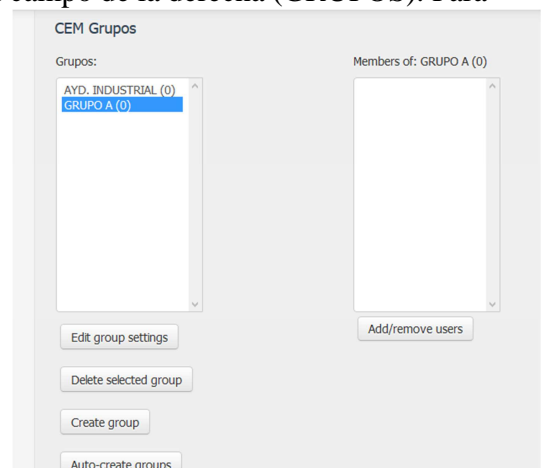 campo de la derecha (GRUPOS). Para
CEM Grupos
Grupos:
AYD. INDUSTRIAL (0)
GRUPO A (0)
Edit group settings
Delete selected group
Create group
Auto-create groups
Members of: GRUPO A (0)
Add/remove users